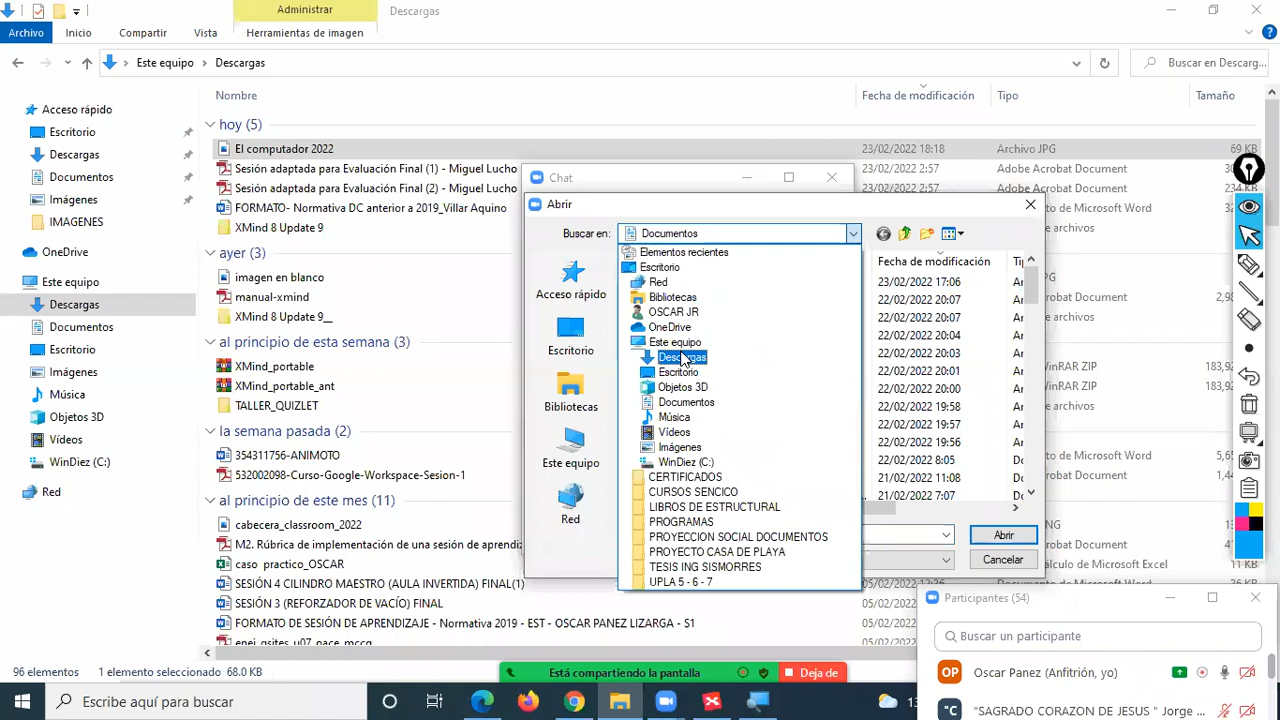 Administrar
Descargas
Archivo
Inicio
Compartir
Vista
Herramientas de imagen
Este equipo
Descargas
Buscar en Descarg...
Nombre
Fecha de modificación
Tipo
Tamaño
Acceso rápido
Escritorio
Descargas
Documentos
Imágenes
IMAGENES
OneDrive
Este equipo
Descargas
Documentos
Escritorio
Imágenes
Música
Objetos 3D
Vídeos
WinDiez (C:)
Red
hoy (5)
El computador 2022
23/02/2022 18:18
Archivo JPG
69 KB
Sesión adaptada para Evaluación Final (1) - Miguel Lucho
23/02/2022 2:57
Adobe Acrobat Document
Sesión adaptada para Evaluación Final (2) - Miguel Lucho
23/02/2022 2:57
Adobe Acrobat Document
234 KB
FORMATO- Normativa DC anterior a 2019_Villar Aquino
XMind 8 Update 9
ayer (3)
imagen en blanco
manual-xmind
XMind 8 Update 9__
al principio de esta semana (3)
XMind_portable
XMind_portable_ant
TALLER_QUIZLET
la semana pasada (2)
354311756-ANIMOTO
532002098-Curso-Google-Workspace-Sesion-1
al principio de este mes (11)
cabecera_classroom_2022
M2. Rúbrica de implementación de una sesión de aprendiz
caso practico_OSCAR
SESIÓN 4 CILINDRO MAESTRO (AULA INVERTIDA) FINAL(1)
SESIÓN 3 (REFORZADOR DE VACÍO) FINAL
05/02/2022
FORMATO DE SESIÓN DE APRENDIZAJE - Normativa 2019 - EST - OSCAR PANEZ LIZARGA - S1
05/02/2022
Chat
Abrir
Buscar en:
Documentos
Acceso rápido
Escritorio
Bibliotecas
Este equipo
Red
Elementos recientes
Escritorio
Red
Bibliotecas
OSCAR JR
OneDrive
Este equipo
Descargas
Escritorio
Objetos 3D
Documentos
Música
Vídeos
Imágenes
WinDiez (C:)
CERTIFICADOS
CURSOS SENCICO
LIBROS DE ESTRUCTURAL
PROGRAMAS
PROYECCION SOCIAL DOCUMENTOS
PROYECTO CASA DE PLAYA
TESIS ING SISMORRES
UPLA 5 - 6 - 7
Fecha de modificación
23/02/2022 17:06
22/02/2022 20:07
22/02/2022 20:07
22/02/2022 20:04
22/02/2022 20:03
22/02/2022 20:01
22/02/2022 20:00
22/02/2022 19:58
22/02/2022 19:57
22/02/2022 19:56
22/02/2022 8:05
21/02/2022 11:08
21/02/2022 7:07
Abrir
Cancelar
Participantes (54)
Buscar un participante
OP
Oscar Panez (Anfitrión, yo)
"C
"SAGRADO CORAZON DE JESUS " Jorge ...
96 elementos
1 elemento seleccionado 68.0 KB
Está compartiendo la pantalla
Deja de
Escribe aquí para buscar